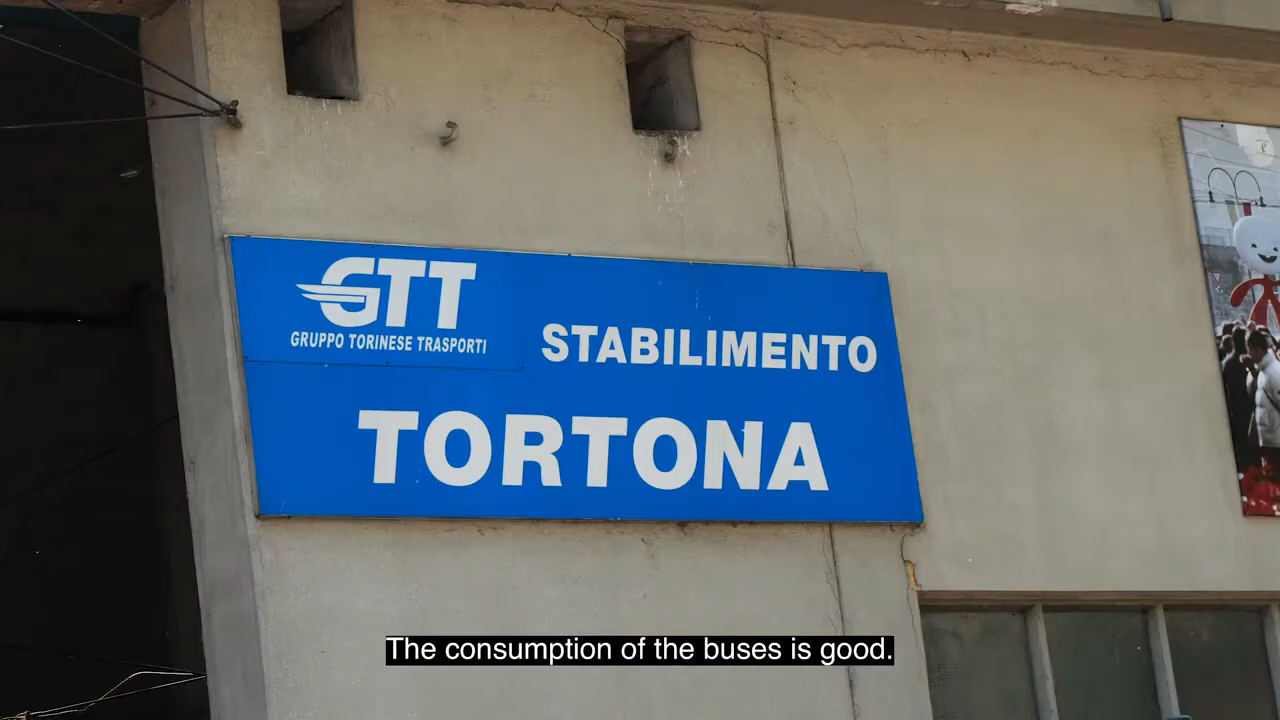 GTT
GRUPPO TORINESE TRASPORTI
STABILIMENTO
TORTONA
The consumption of the buses is good.